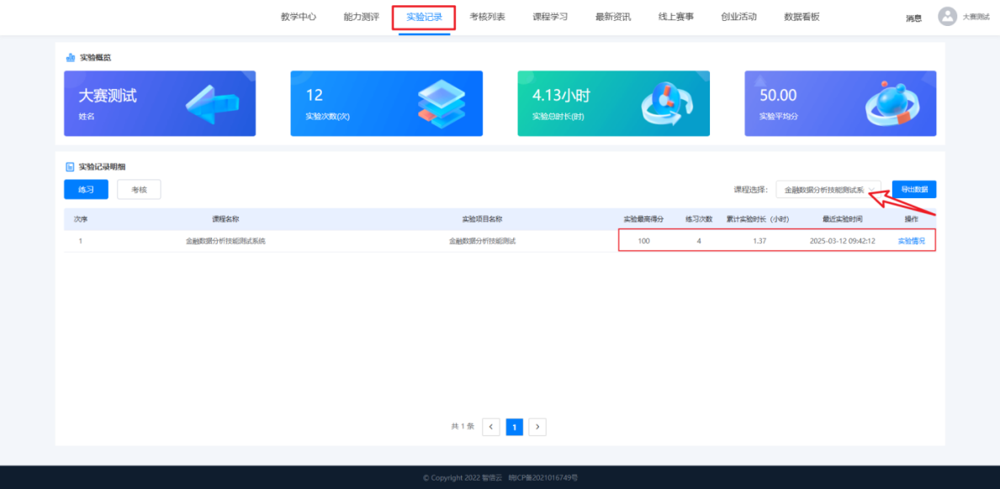 教学中心 能力测评 实验记录 考核列表 课程学习 最新资讯 线上赛事 创业活动 数据看板 消息 大赛测试
实验概览
大赛测试 12 4.13小时 50.00
姓名 实验次数(次) 实验总时长(时) 实验平均分
实验记录明细
练习 考核 课程选择: 金融数据分析技能测试系 导出数据
次序 课程名称 实验项目名称 实验最高得分 练习次数 累计实验时长（小时） 最近实验时间 操作
1 金融数据分析技能测试系统 金融数据分析技能测试 100 4 1.37 2025-03-12 09:42:12 实验情况
共 1 条 < 1 >
© Copyright 2022 智信云 皖ICP备2021016749号